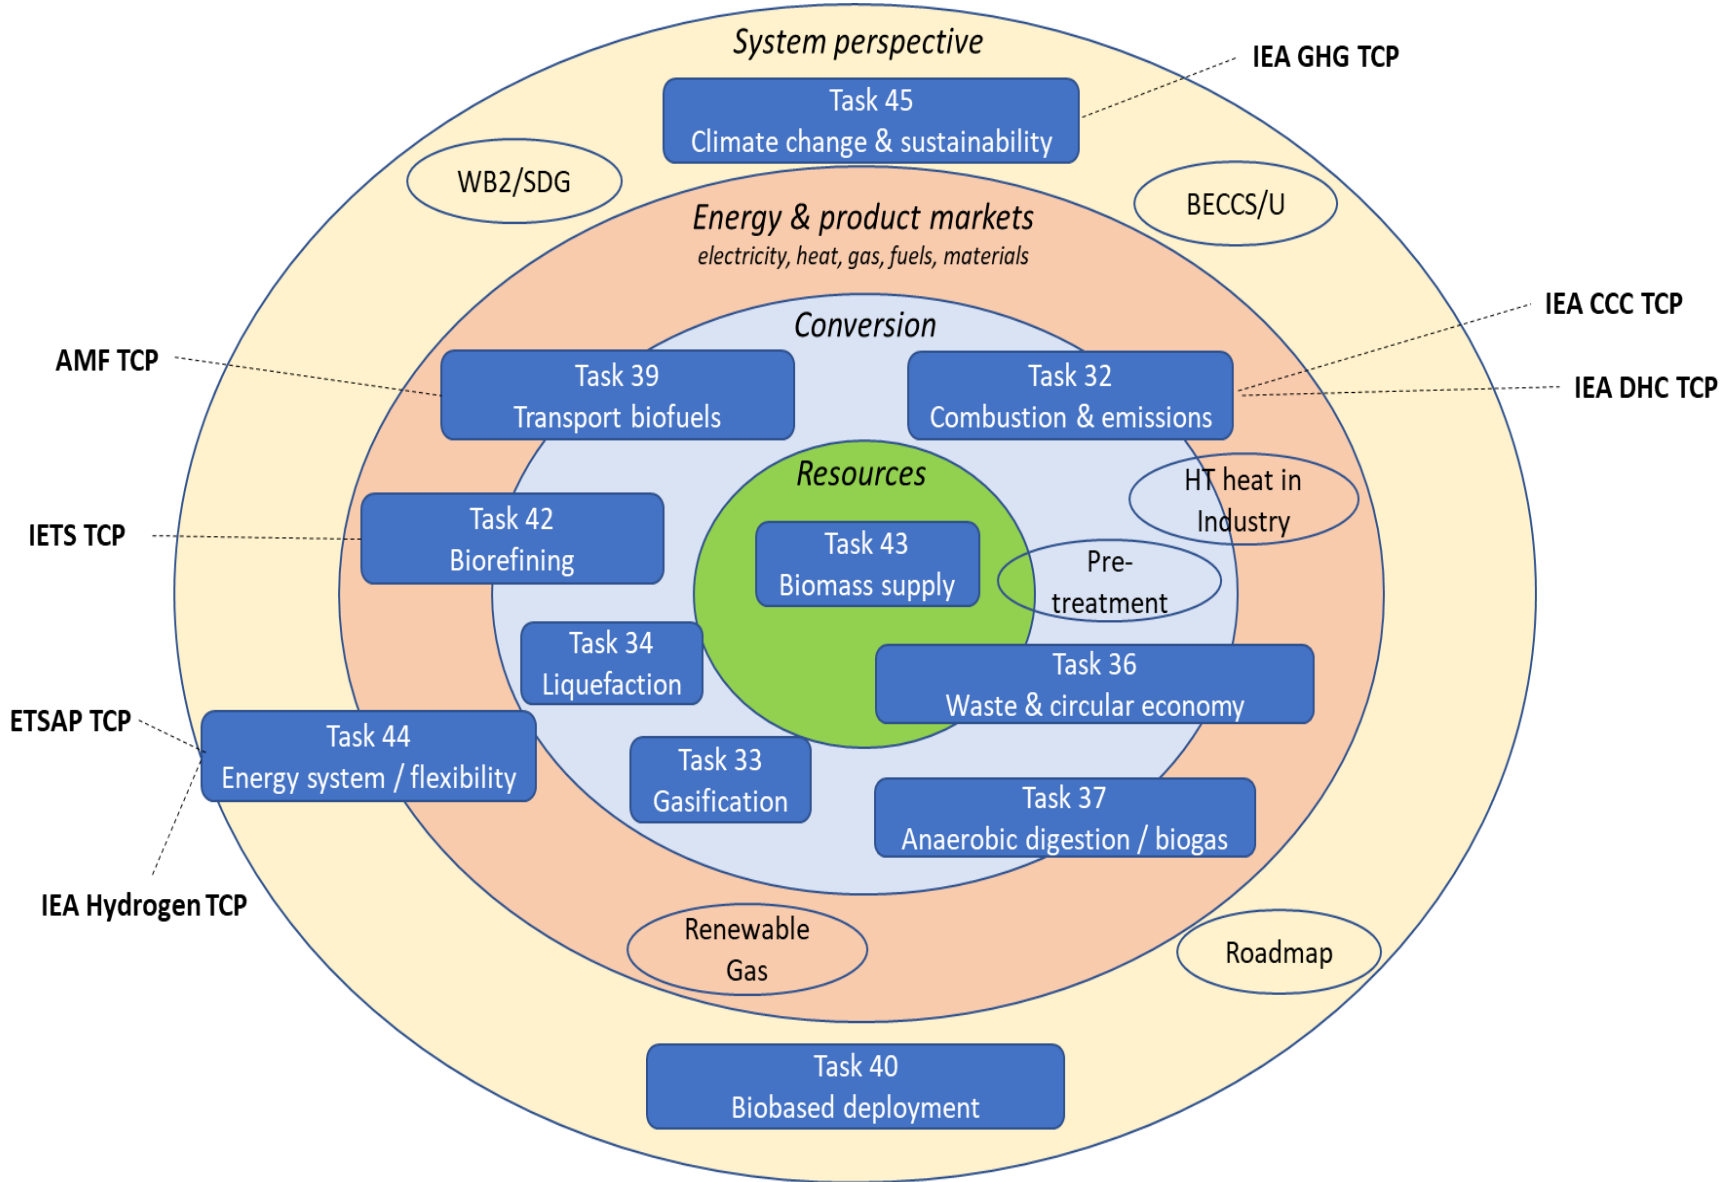 System perspective
IEA GHG TCP
Task 45
Climate change & sustainability
WB2/SDG
BECCS/U
Energy & product markets
electricity, heat, gas, fuels, materials
IEA CCC TCP
Conversion
AMF TCP
Task 39
Transport biofuels
Task 32
Combustion & emissions
IEA DHC TCP
Resources
HT heat in
Industry
IETS TCP
Task 42
Biorefining
Task 43
Biomass supply
Pre-
treatment
Task 34
Liquefaction
Task 36
Waste & circular economy
ETSAP TCP
Task 44
Energy system / flexibility
Task 33
Gasification
Task 37
Anaerobic digestion / biogas
IEA Hydrogen TCP
Renewable
Gas
Roadmap
Task 40
Biobased deployment